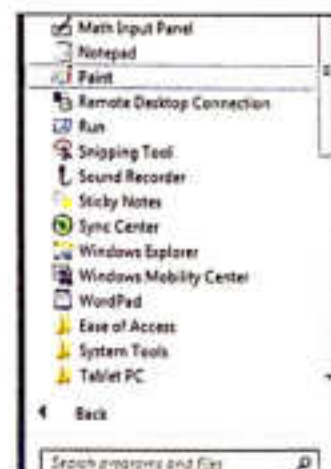 Math Input Panel
Notepad
Paint
Remote Desktop Connection
Run
Snipping Tool
Sound Recorder
Sticky Notes
Sync Center
Windows Explorer
Windows Mobility Center
WordPad
Ease of Access
System Tools
Tablet PC
Back
Search programs and files